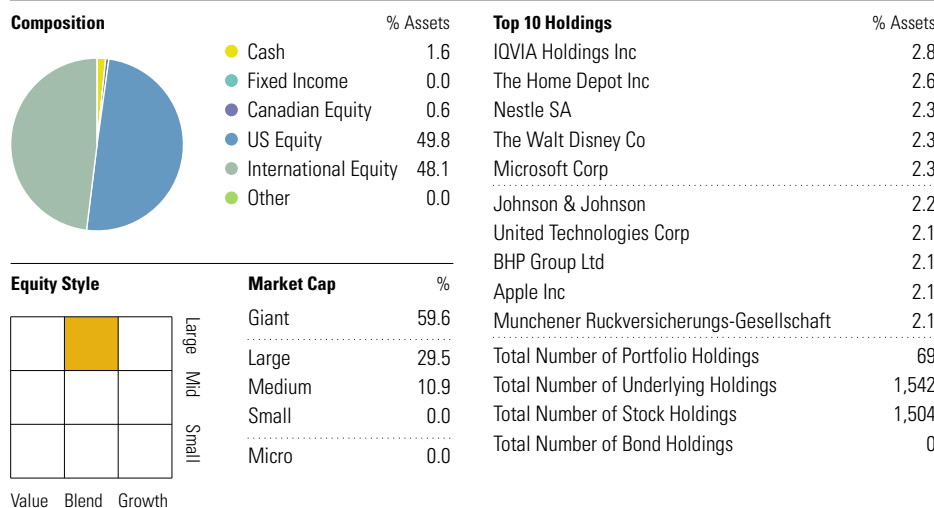 Composition % Assets
Cash 1.6
Fixed Income 0.0
Canadian Equity 0.6
US Equity 49.8
International Equity 48.1
Other 0.0
Equity Style
Large
Mid
Small
Value Blend Growth
Market Cap %
Giant 59.6
Large 29.5
Medium 10.9
Small 0.0
Micro 0.0
Top 10 Holdings % Assets
IQVIA Holdings Inc 2.8
The Home Depot Inc 2.6
Nestle SA 2.3
The Walt Disney Co 2.3
Microsoft Corp 2.3
Johnson & Johnson 2.2
United Technologies Corp 2.1
BHP Group Ltd 2.1
Apple Inc 2.1
Munchener Ruckversicherungs-Gesellschaft 2.1
Total Number of Portfolio Holdings 69
Total Number of Underlying Holdings 1,542
Total Number of Stock Holdings 1,504
Total Number of Bond Holdings 0